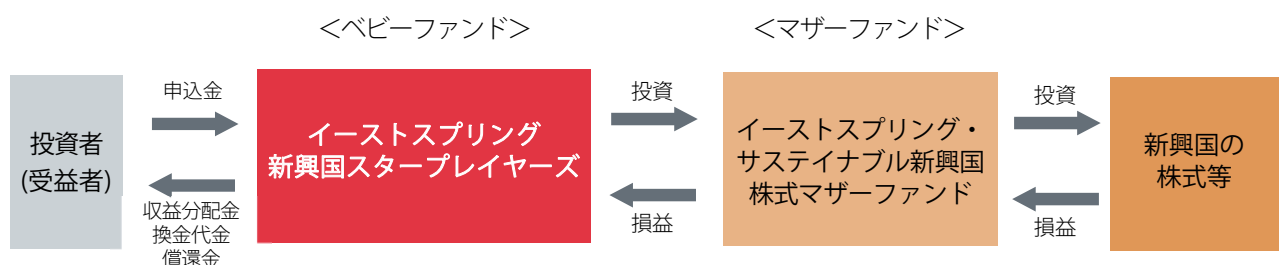 ＜ベビーファンド＞
＜マザーファンド＞
投資者
(受益者)
申込金
収益分配金
換金代金
償還金
イーストスプリング
新興国スタープレイヤーズ
投資
損益
イーストスプリング・
サステイナブル新興国
株式マザーファンド
投資
損益
新興国の
株式等